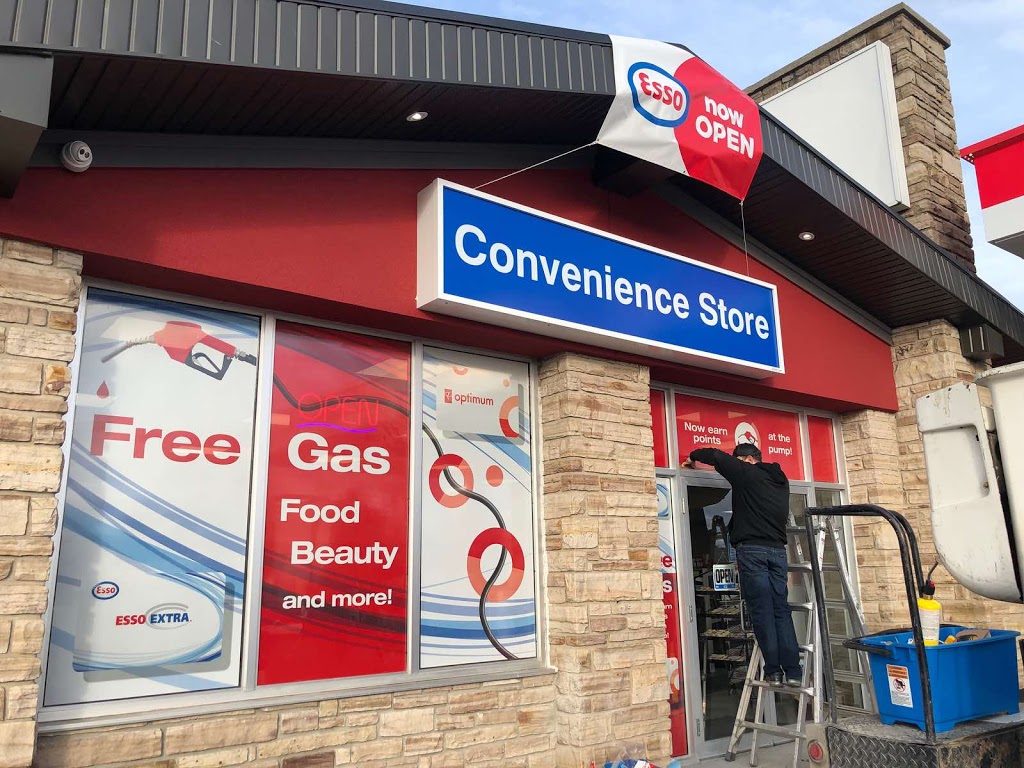 Esso
now
OPEN
Convenience Store
Free
OPEN
Gas
Food
Beauty
and more!
optimum
Esso
ESSO EXTRA
Now earn
points
at the
pump!
OPEN